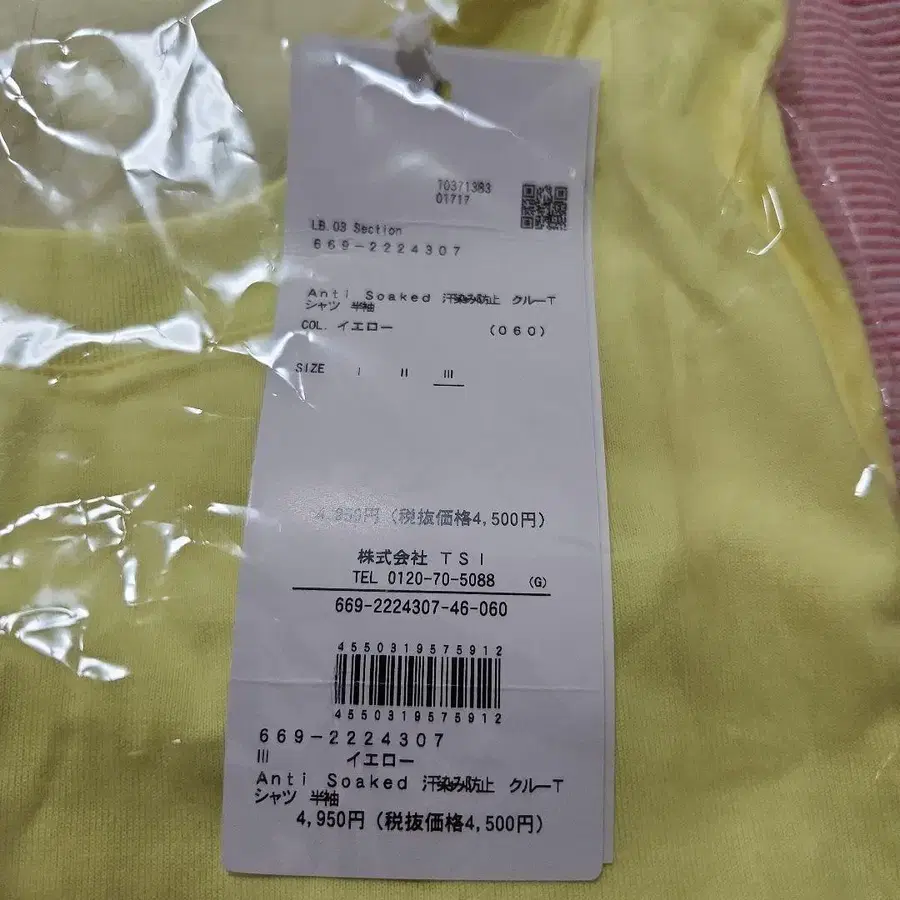 10371383
01717
LB.03 Section
669-2224307
Anti Soaked 汗染み防止 クルーT
シャツ 半袖
COL. イエロー (060)
SIZE I II III
4,950円 (税抜価格4,500円)
株式会社 TSI
TEL 0120-70-5088 (G)
669-2224307-46-060
4550319575912
4550319575912
669-2224307
III イエロー
Anti Soaked 汗染み防止 クルーT
シャツ 半袖
4,950円 (税抜価格4,500円)